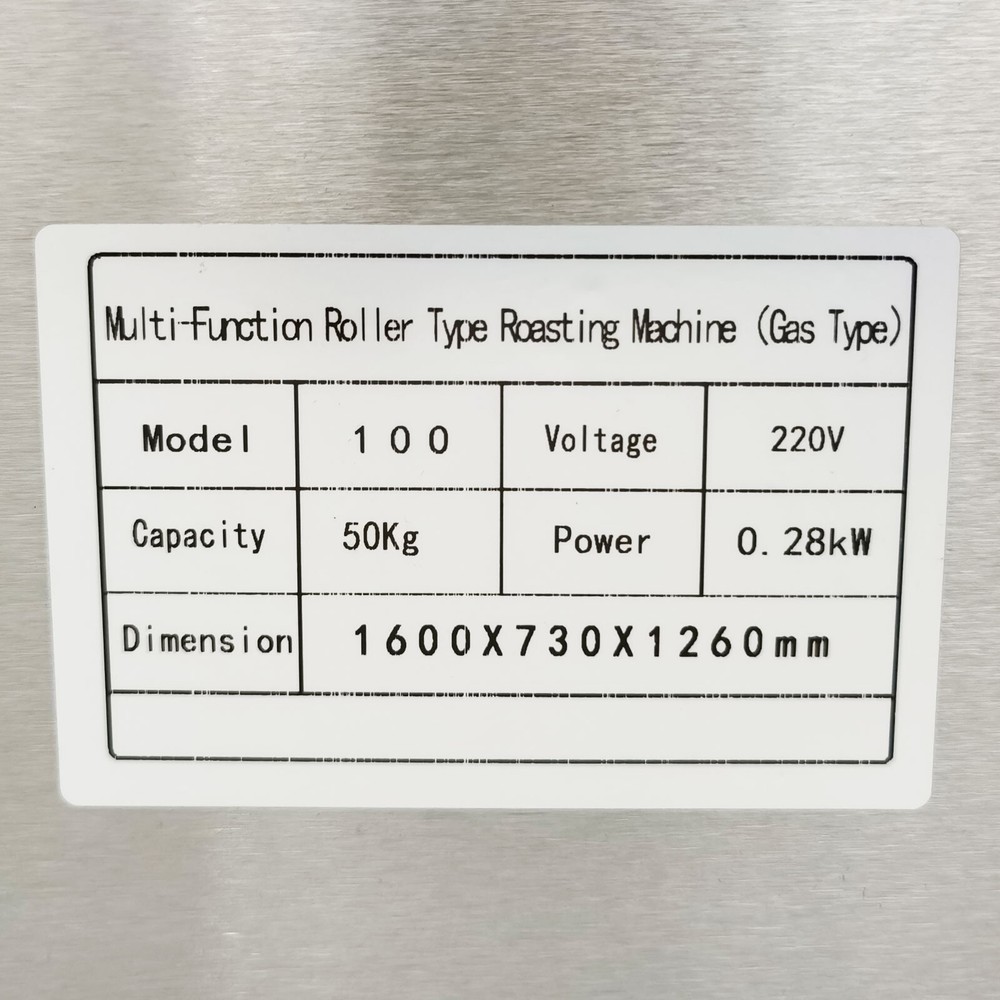 Multi-Function Roller Type Roasting Machine (Gas Type)
Model 100 Voltage 220V
Capacity 50Kg Power 0.28kW
Dimension 1600X730X1260mm